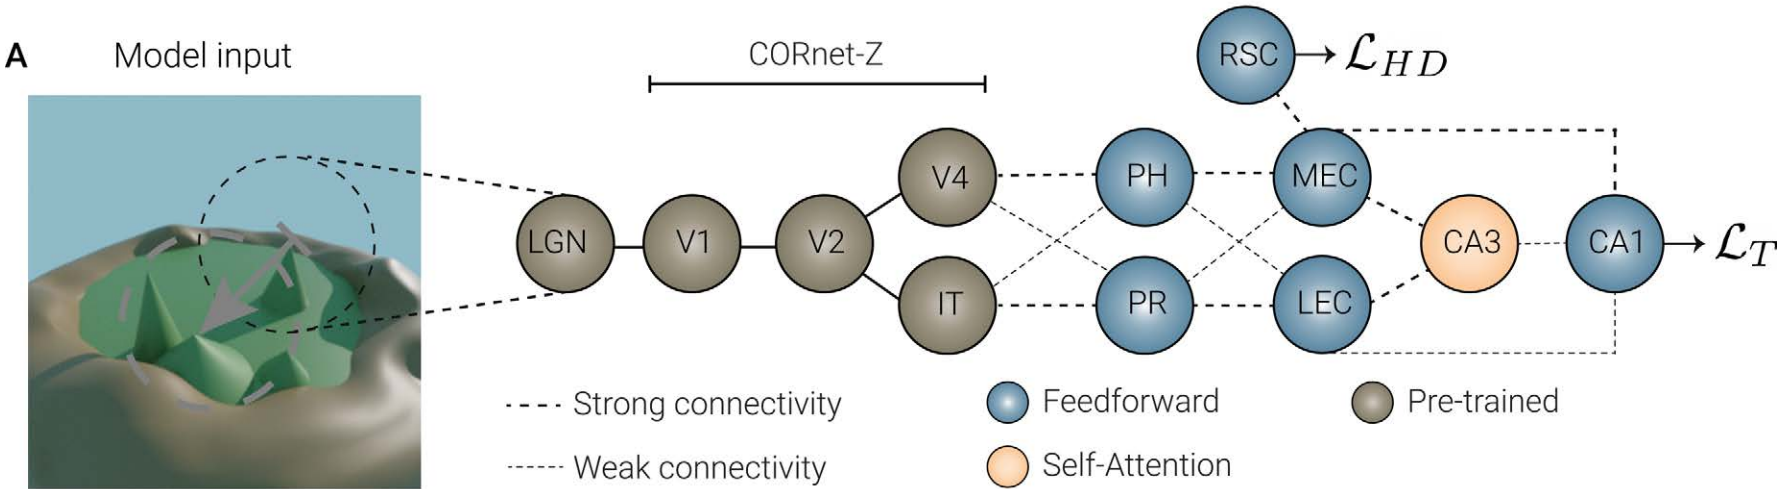 A
Model input
CORnet-Z
RSC
ℒ_HD
LGN
V1
V2
V4
IT
PH
PR
MEC
LEC
CA3
CA1
ℒ_T
Strong connectivity
Weak connectivity
Feedforward
Self-Attention
Pre-trained